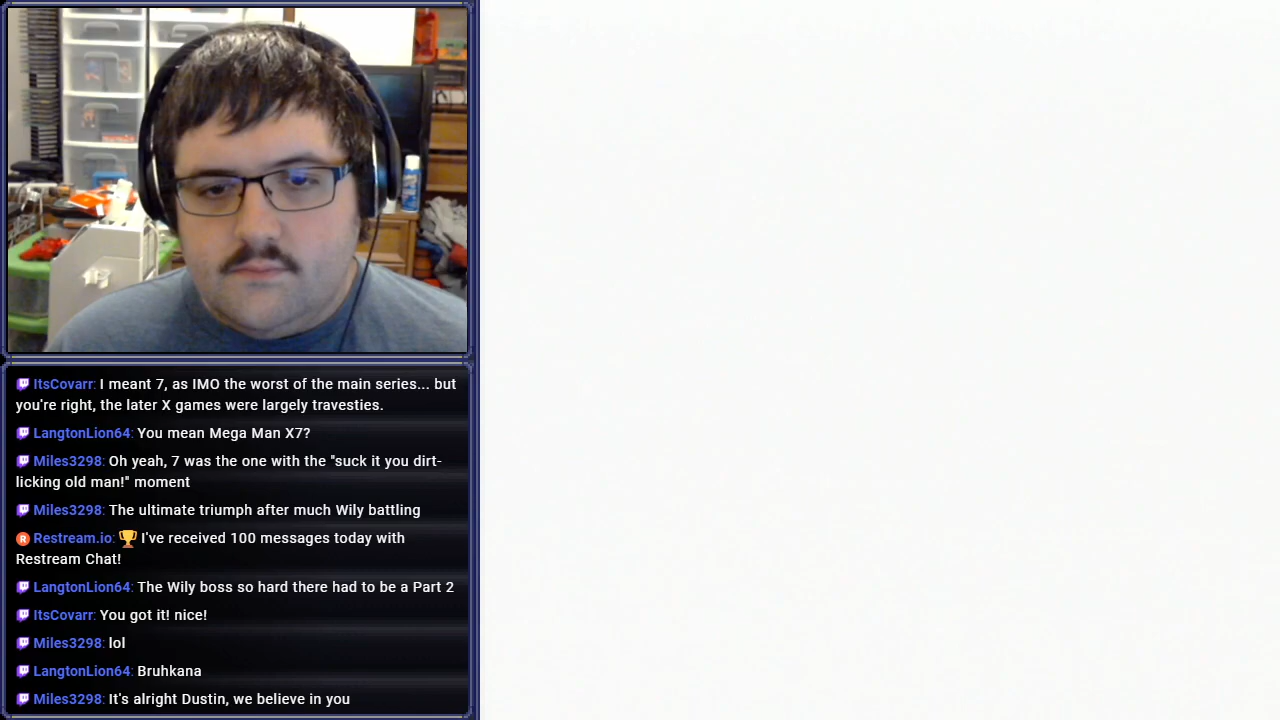 ItsCovarr: I meant 7, as IMO the worst of the main series... but
you're right, the later X games were largely travesties.
LangtonLion64: You mean Mega Man X7?
Miles3298: Oh yeah, 7 was the one with the "suck it you dirt-
licking old man!" moment
Miles3298: The ultimate triumph after much Wily battling
Restream.io: 🏆 I've received 100 messages today with
Restream Chat!
LangtonLion64: The Wily boss so hard there had to be a Part 2
ItsCovarr: You got it! nice!
Miles3298: lol
LangtonLion64: Bruhkana
Miles3298: It's alright Dustin, we believe in you